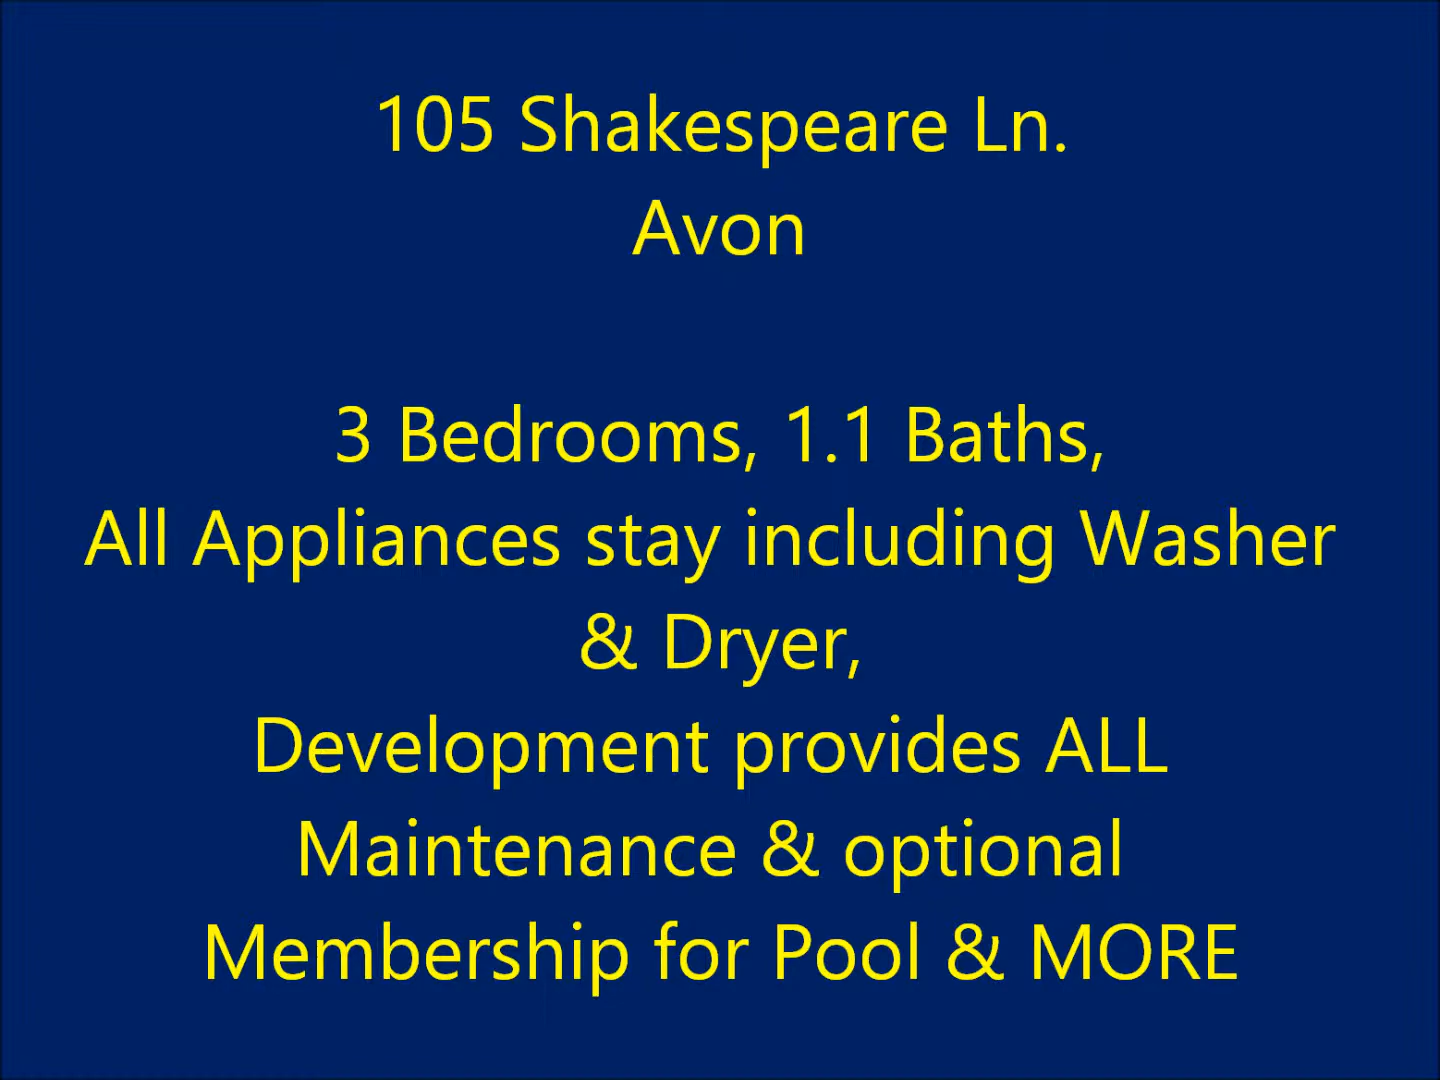 105 Shakespeare Ln.
Avon
3 Bedrooms, 1.1 Baths,
All Appliances stay including Washer
& Dryer,
Development provides ALL
Maintenance & optional
Membership for Pool & MORE